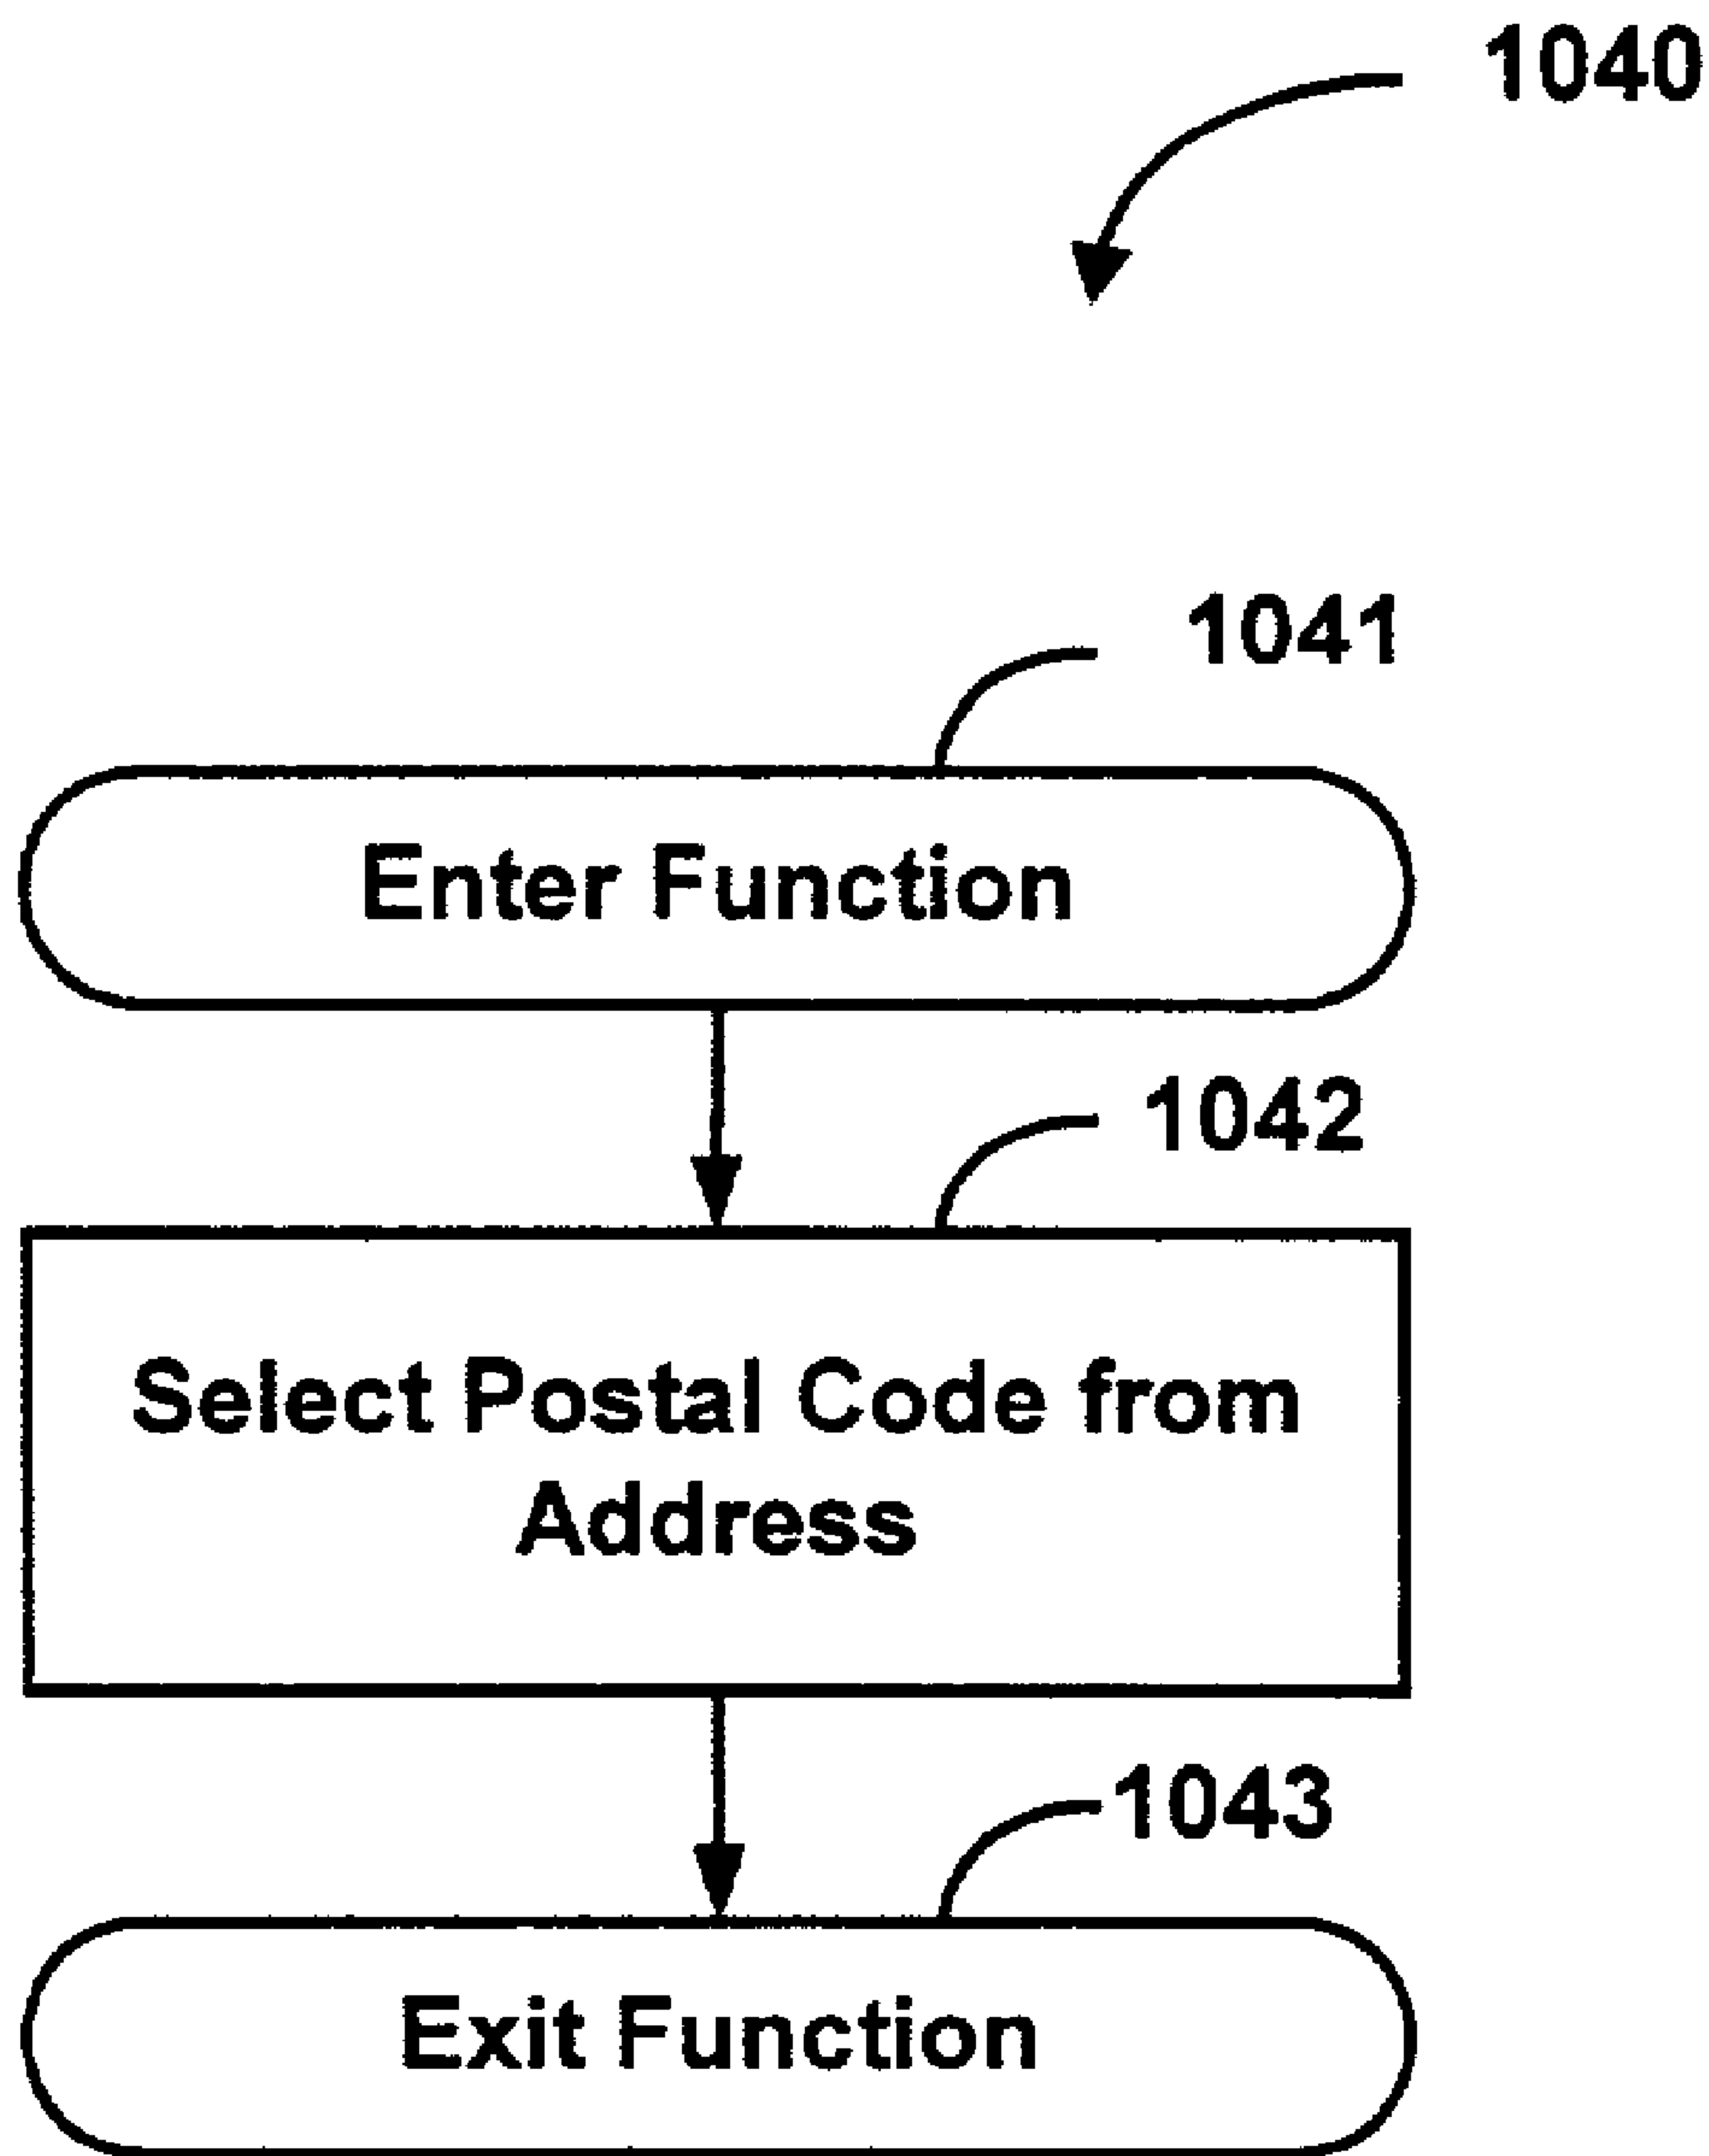 1040
1041
Enter Function
1042
Select Postal Code from
Address
1043
Exit Function